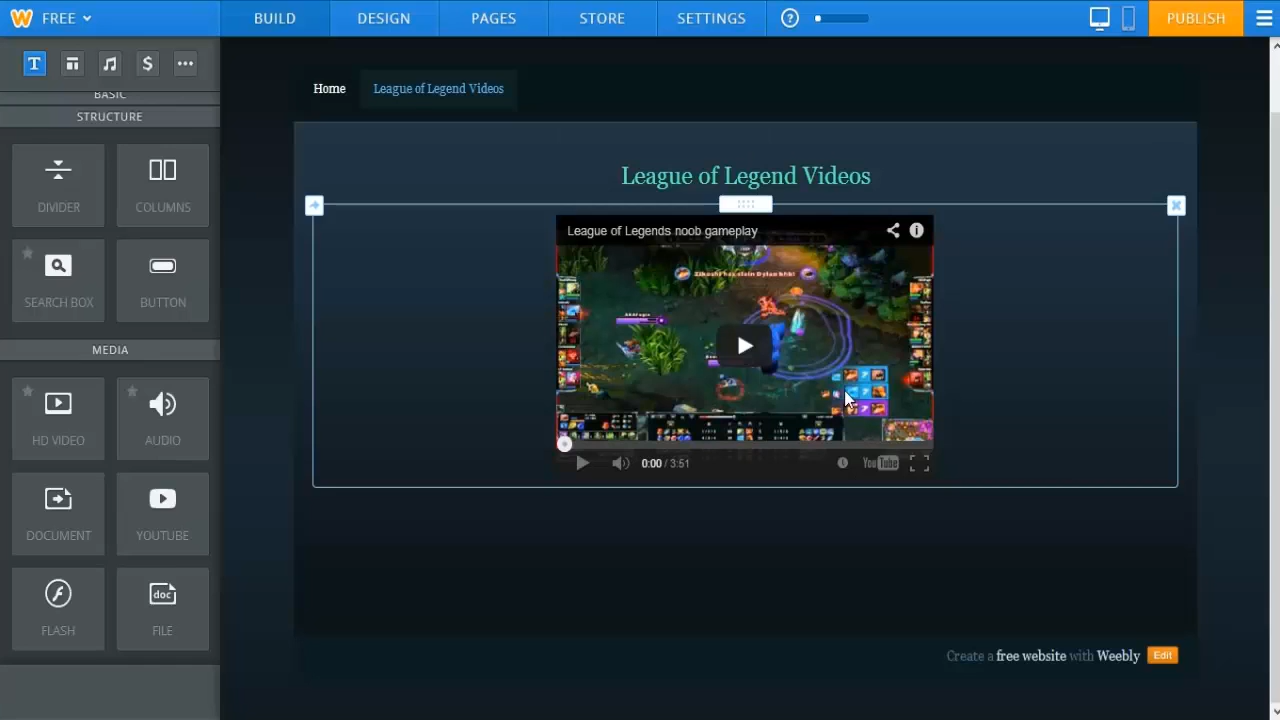 FREE
BUILD
DESIGN
PAGES
STORE
SETTINGS
?
PUBLISH
T
$
BASIC
STRUCTURE
DIVIDER
COLUMNS
SEARCH BOX
BUTTON
MEDIA
HD VIDEO
AUDIO
DOCUMENT
YOUTUBE
doc
FLASH
FILE
Home
League of Legend Videos
League of Legend Videos
League of Legends noob gameplay
0:00 / 3:51
YouTube
Create a free website with Weebly
Edit